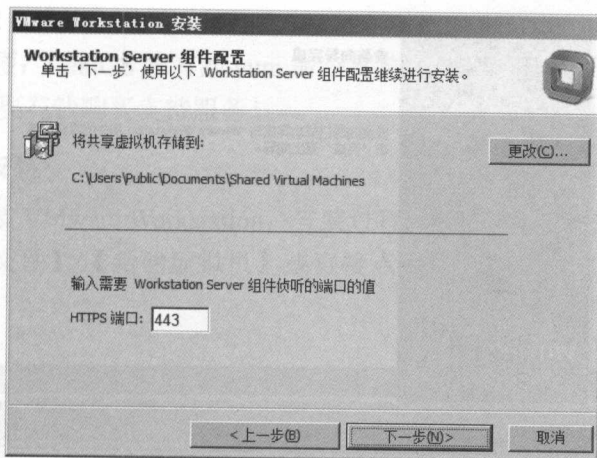 VMware Workstation 安装
Workstation Server 组件配置
单击‘下一步’使用以下 Workstation Server 组件配置继续进行安装。
将共享虚拟机存储到:
更改(C)...
C:\Users\Public\Documents\Shared Virtual Machines
输入需要 Workstation Server 组件侦听的端口的值
HTTPS 端口: 443
<上一步(B)
下一步(N)>
取消